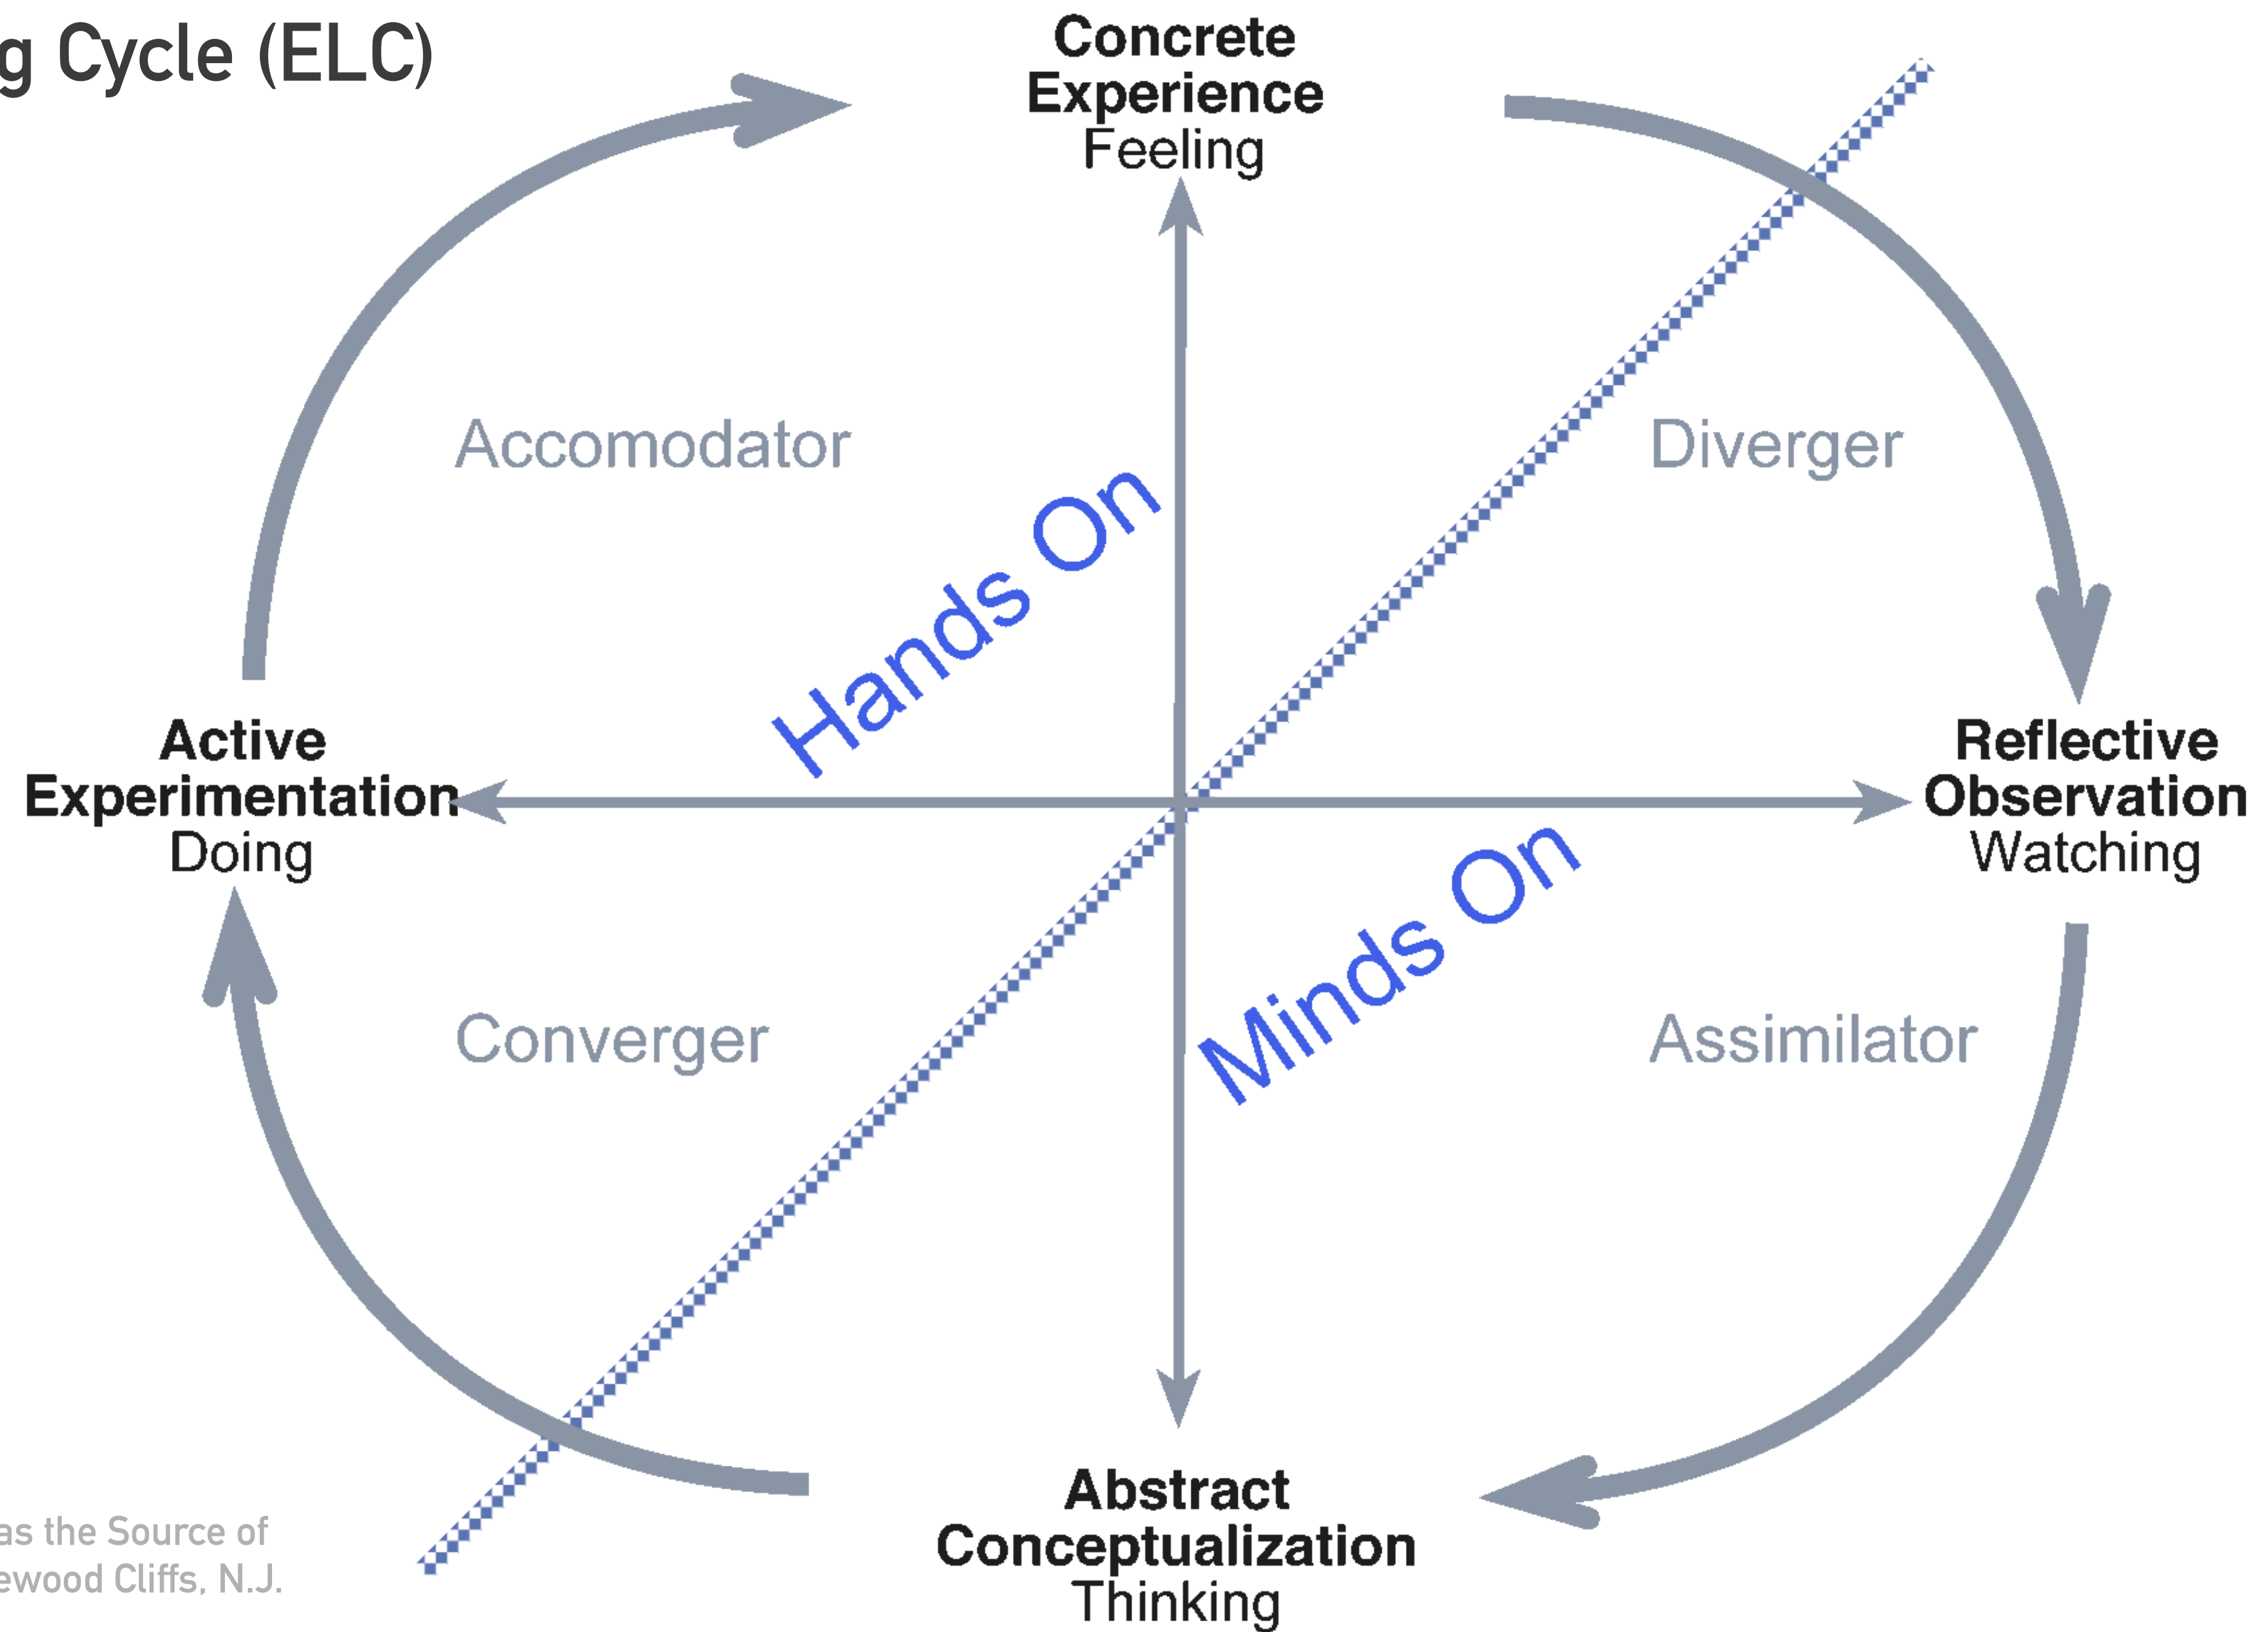 g Cycle (ELC)
Concrete
Experience
Feeling
Accomodator
Diverger
Hands On
Active
Experimentation
Doing
Reflective
Observation
Watching
Minds On
Converger
Assimilator
Abstract
Conceptualization
Thinking
as the Source of
ewood Cliffs, N.J.